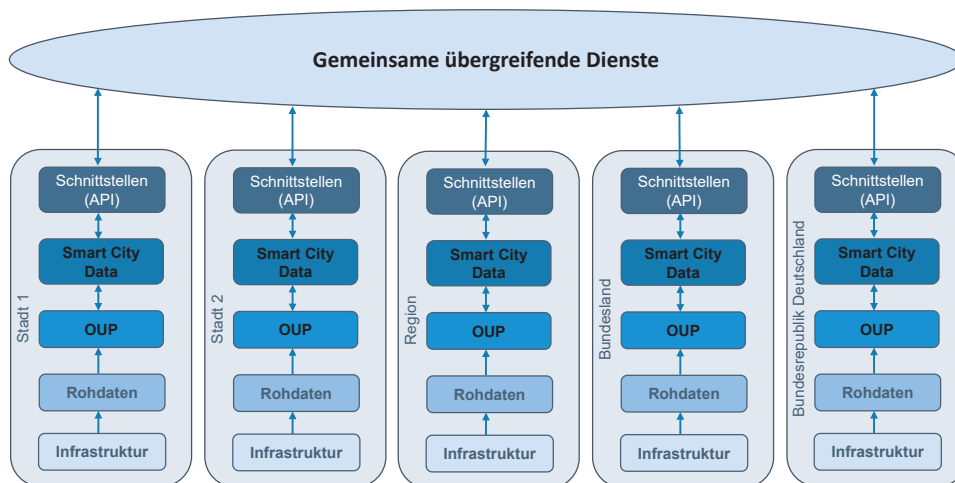 Gemeinsame übergreifende Dienste
Stadt 1
Schnittstellen
(API)
Smart City
Data
OUP
Rohdaten
Infrastruktur
Stadt 2
Schnittstellen
(API)
Smart City
Data
OUP
Rohdaten
Infrastruktur
Region
Schnittstellen
(API)
Smart City
Data
OUP
Rohdaten
Infrastruktur
Bundesland
Schnittstellen
(API)
Smart City
Data
OUP
Rohdaten
Infrastruktur
Bundesrepublik Deutschland
Schnittstellen
(API)
Smart City
Data
OUP
Rohdaten
Infrastruktur